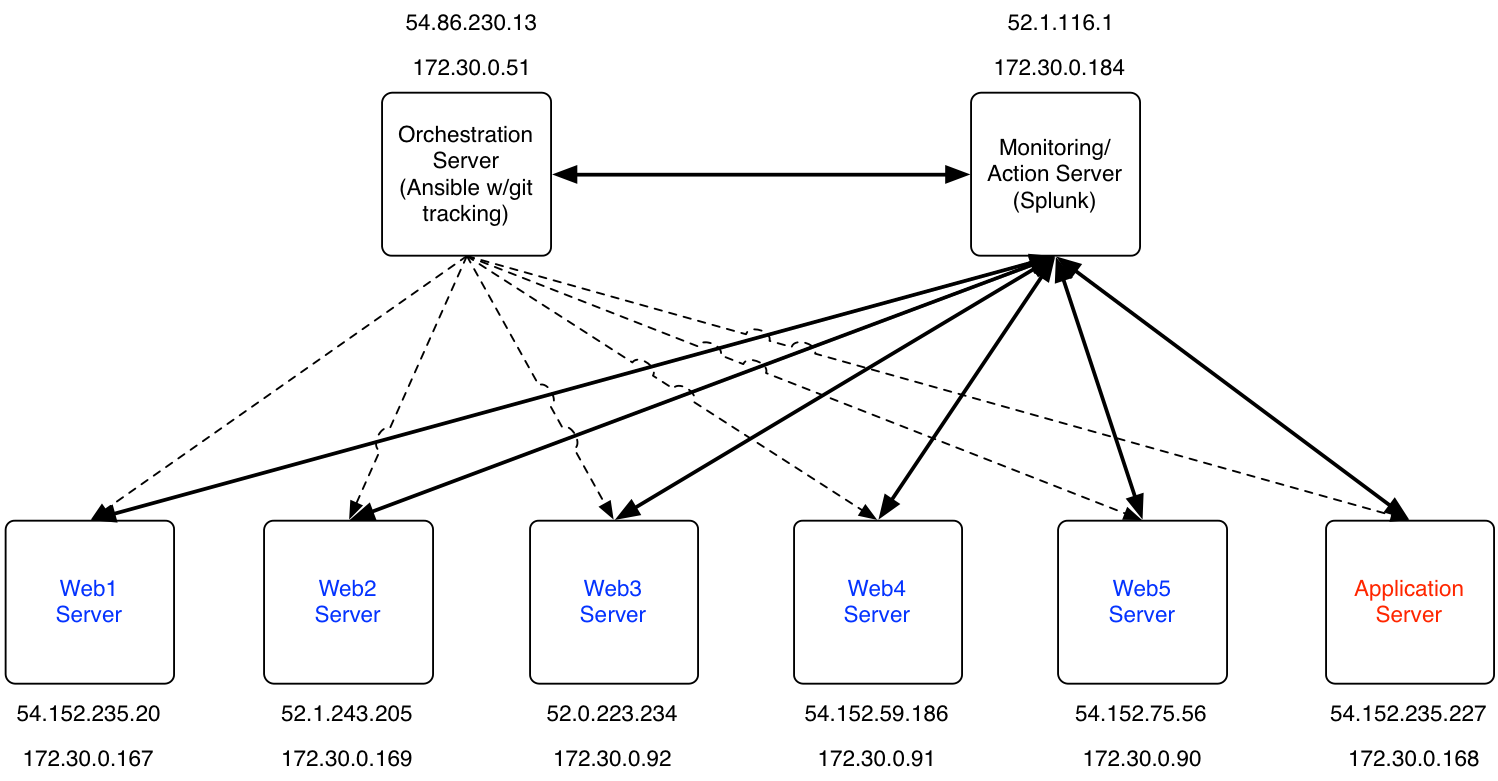 54.86.230.13
172.30.0.51
Orchestration
Server
(Ansible w/git
tracking)
52.1.116.1
172.30.0.184
Monitoring/
Action Server
(Splunk)
Web1
Server
54.152.235.20
172.30.0.167
Web2
Server
52.1.243.205
172.30.0.169
Web3
Server
52.0.223.234
172.30.0.92
Web4
Server
54.152.59.186
172.30.0.91
Web5
Server
54.152.75.56
172.30.0.90
Application
Server
54.152.235.227
172.30.0.168